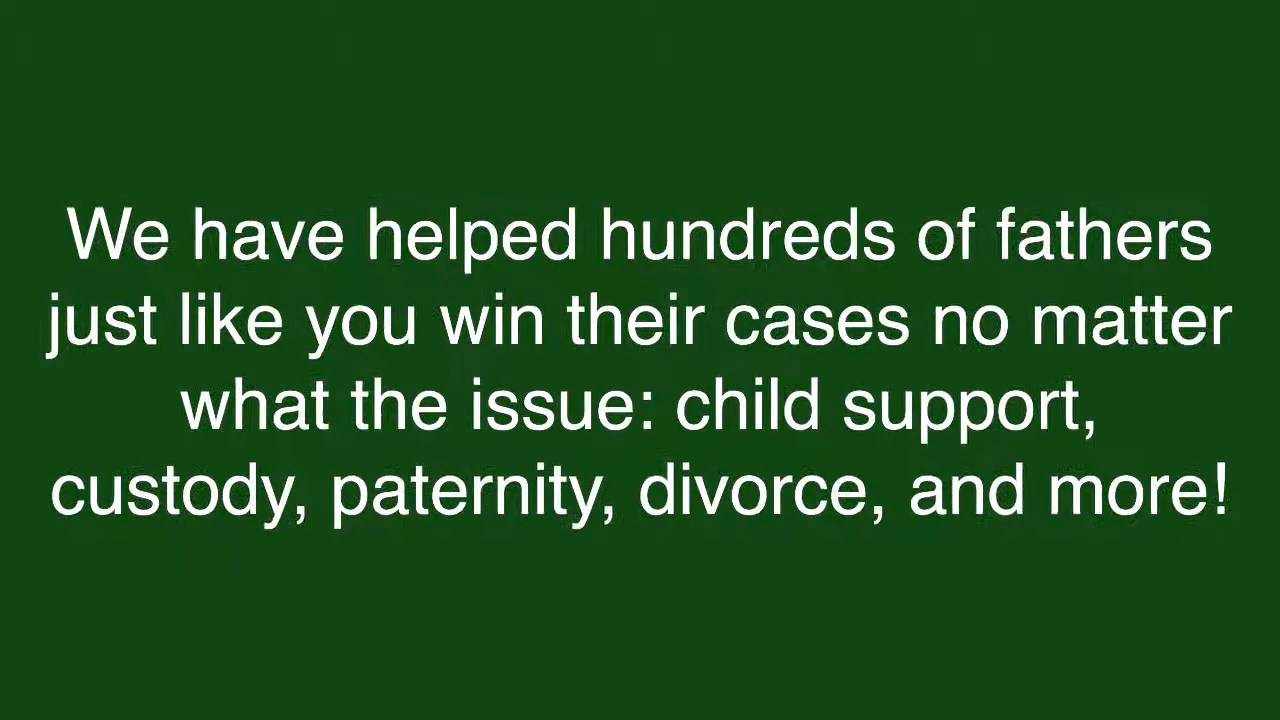 We have helped hundreds of fathers
just like you win their cases no matter
what the issue: child support,
custody, paternity, divorce, and more!